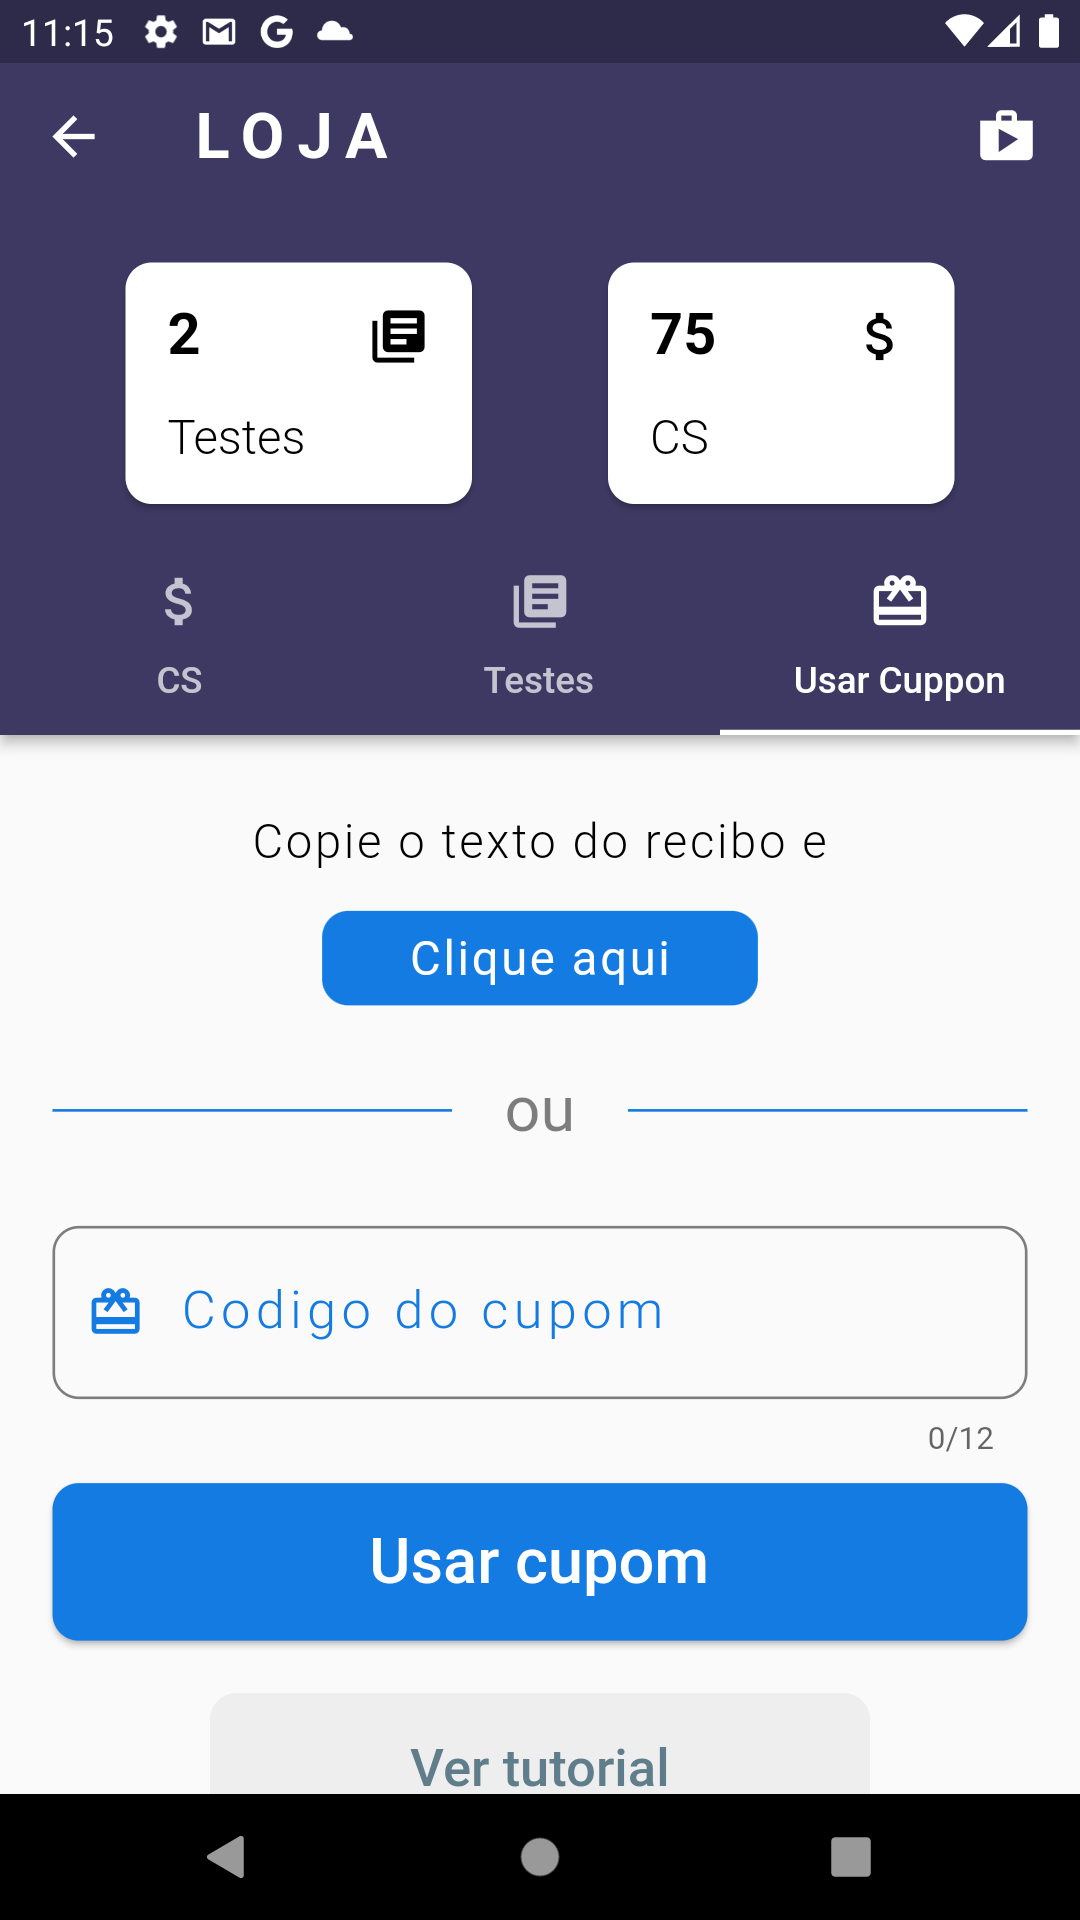 11:15
LOJA
2
Testes
75
CS
CS
Testes
Usar Cuppon
Copie o texto do recibo e
Clique aqui
ou
Codigo do cupom
0/12
Usar cupom
Ver tutorial